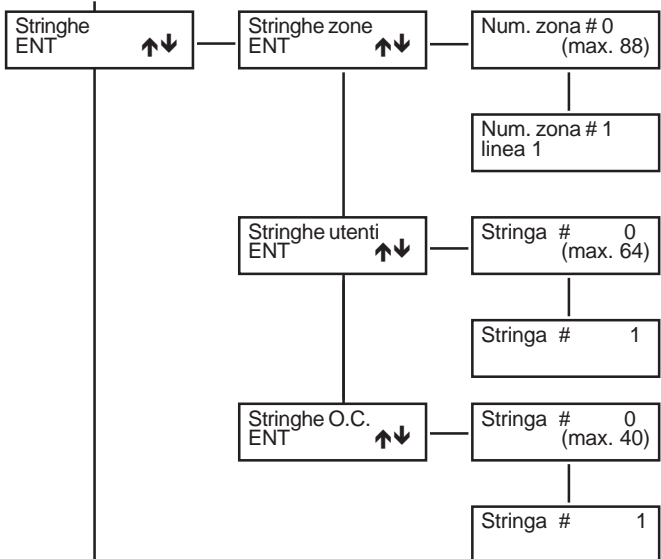 Stringhe
ENT ↑↓
Stringhe zone
ENT ↑↓
Num. zona # 0
(max. 88)
Num. zona # 1
linea 1
Stringhe utenti
ENT ↑↓
Stringa # 0
(max. 64)
Stringa # 1
Stringhe O.C.
ENT ↑↓
Stringa # 0
(max. 40)
Stringa # 1